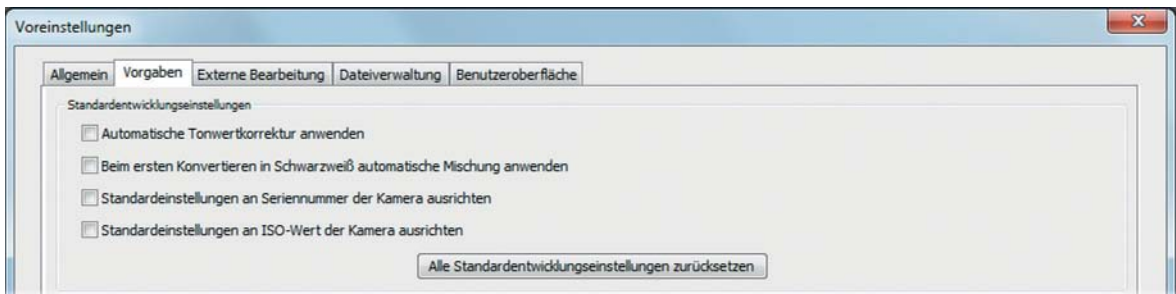 Voreinstellungen
Allgemein Vorgaben Externe Bearbeitung Dateiverwaltung Benutzeroberfläche
Standardentwicklungseinstellungen
Automatische Tonwertkorrektur anwenden
Beim ersten Konvertieren in Schwarzweiß automatische Mischung anwenden
Standardeinstellungen an Seriennummer der Kamera ausrichten
Standardeinstellungen an ISO-Wert der Kamera ausrichten
Alle Standardentwicklungseinstellungen zurücksetzen